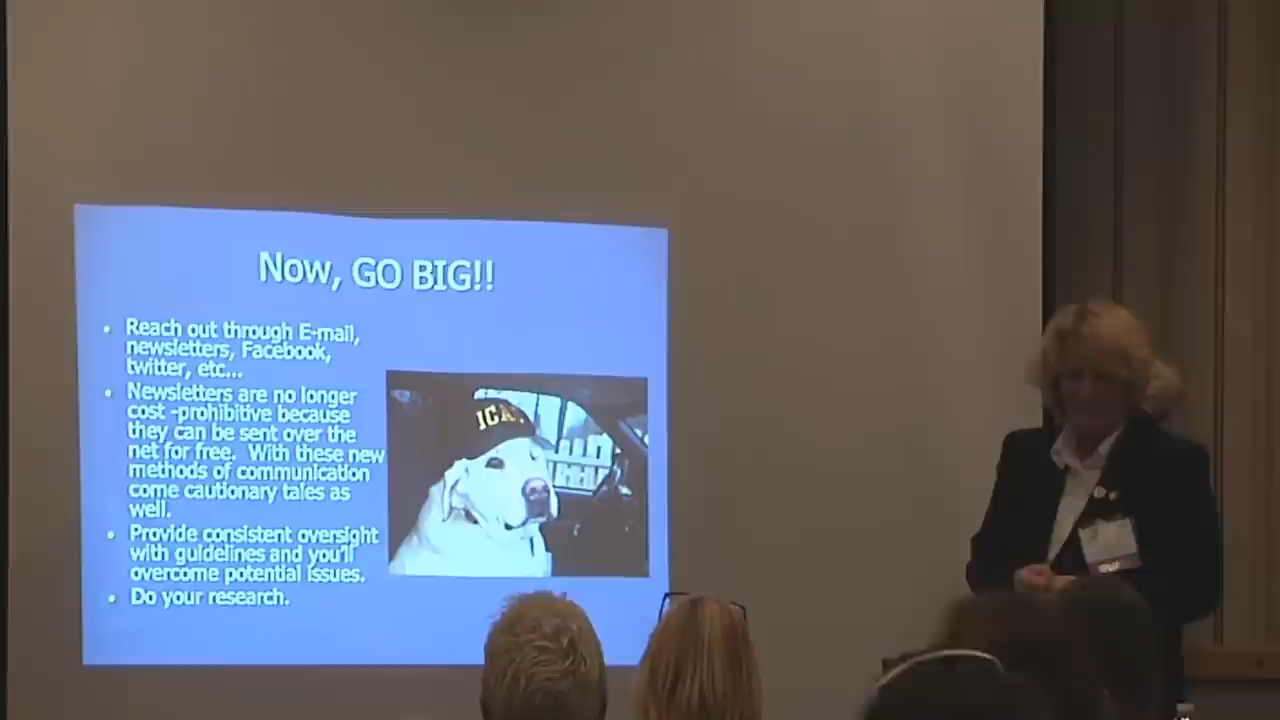 Now, GO BIG!!
• Reach out through E-mail,
newsletters, Facebook,
twitter, etc...
• Newsletters are no longer
cost -prohibitive because
they can be sent over the
net for free. With these new
methods of communication
come cautionary tales as
well.
• Provide consistent oversight
with guidelines and you'll
overcome potential issues.
• Do your research.